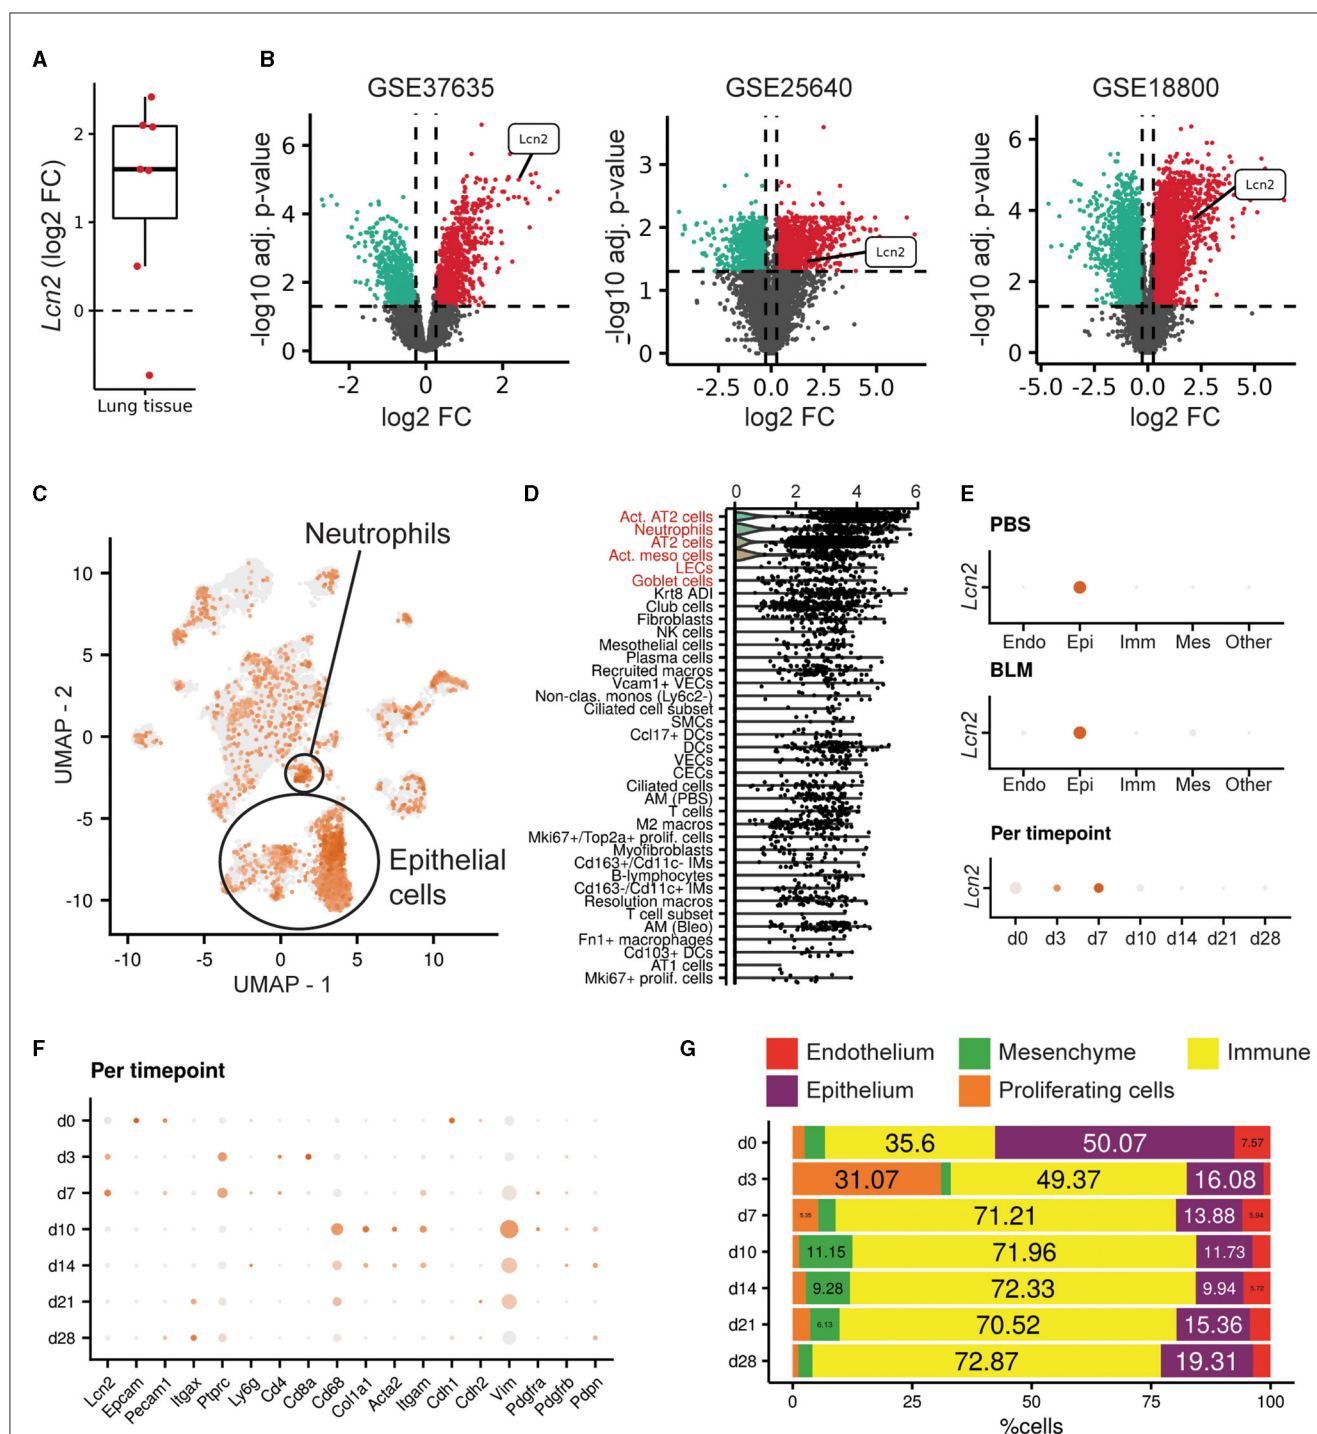 A
B
GSE37635
GSE25640
GSE18800
Lcn2 (log2 FC)
2
1
0
Lung tissue
-log10 adj. p-value
6
4
2
0
Lcn2
-2
0
2
log2 FC
-log10 adj. p-value
3
2
1
0
Lcn2
-2.5
0.0
2.5
5.0
log2 FC
-log10 adj. p-value
6
4
2
0
Lcn2
-5.0
-2.5
0.0
2.5
5.0
log2 FC
C
Neutrophils
Epithelial
cells
UMAP - 2
10
5
0
-5
-10
-10
-5
0
5
10
UMAP - 1
D
0 2 4 6
Act. AT2 cells
Neutrophils
AT2 cells
Act. meso cells
LECs
Goblet cells
Krt8 ADI
Club cells
Fibroblasts
NK cells
Mesothelial cells
Plasma cells
Recruited macros
Vcam1+ VECs
Non-clas. monos (Ly6c2-)
Ciliated cell subset
SMCs
Ccl17+ DCs
DCs
VECs
CECs
Ciliated cells
AM (PBS)
T cells
M2 macros
Mki67+/Top2a+ prolif. cells
Myofibroblasts
Cd163+/Cd11c- IMs
B-lymphocytes
Cd163-/Cd11c+ IMs
Resolution macros
T cell subset
AM (Bleo)
Fn1+ macrophages
Cd103+ DCs
AT1 cells
Mki67+ prolif. cells
E
PBS
Lcn2
Endo Epi Imm Mes Other
BLM
Lcn2
Endo Epi Imm Mes Other
Per timepoint
Lcn2
d0 d3 d7 d10 d14 d21 d28
F
Per timepoint
d0
d3
d7
d10
d14
d21
d28
Lcn2
Epcam
Pecam1
Itgax
Ptprc
Ly6g
Cd4
Cd8a
Cd68
Col1a1
Acta2
Itgam
Cdh1
Cdh2
Vim
Pdgfra
Pdgfrb
Pdpn
G
Endothelium Mesenchyme Immune
Epithelium Proliferating cells
d0 35.6 50.07 7.57
d3 31.07 49.37 16.08
d7 5.35 71.21 13.88 5.94
d10 11.15 71.96 11.73
d14 9.28 72.33 9.94 5.72
d21 6.13 70.52 15.36
d28 72.87 19.31
0 25 50 75 100
%cells